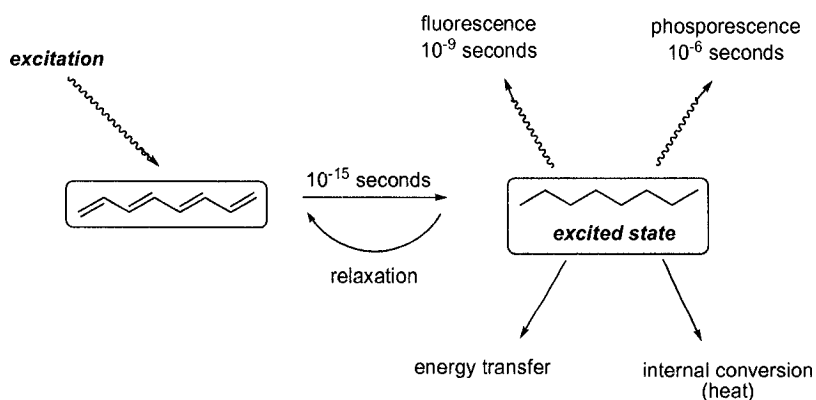 fluorescence
10-9 seconds
phosporescence
10-6 seconds
excitation
10-15 seconds
relaxation
excited state
energy transfer
internal conversion
(heat)